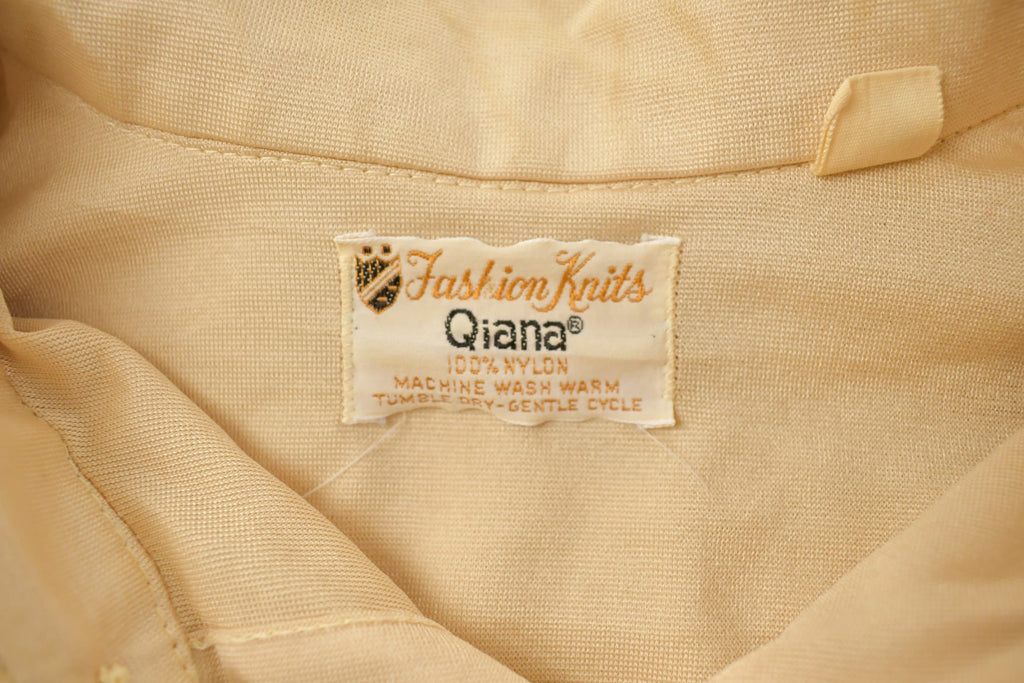 Fashion Knits
Qiana®
100% NYLON
MACHINE WASH WARM
TUMBLE DRY-GENTLE CYCLE